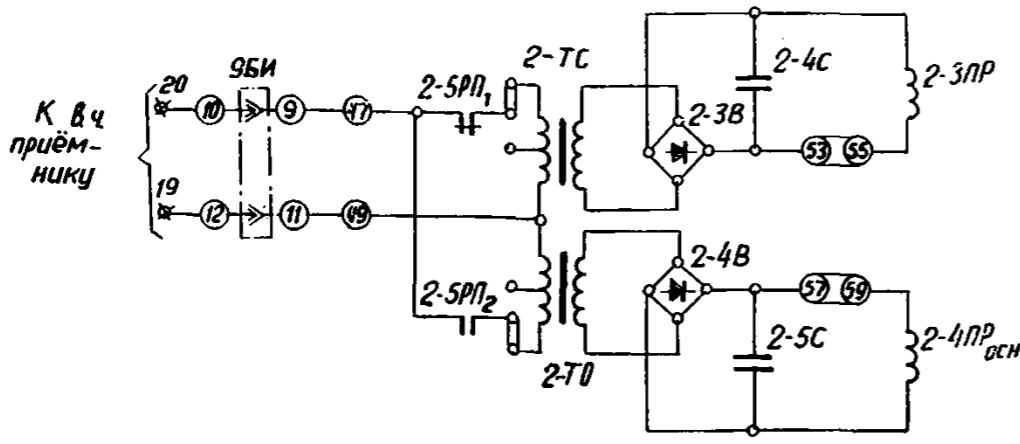 20
9БИ
К вч
приём-
нику
10
9
47
2-5РП₁
2-ТС
2-3В
2-4С
2-3ПР
53
55
19
12
11
49
2-5РП₂
2-ТО
2-4В
2-5С
57
59
2-4ПРосн